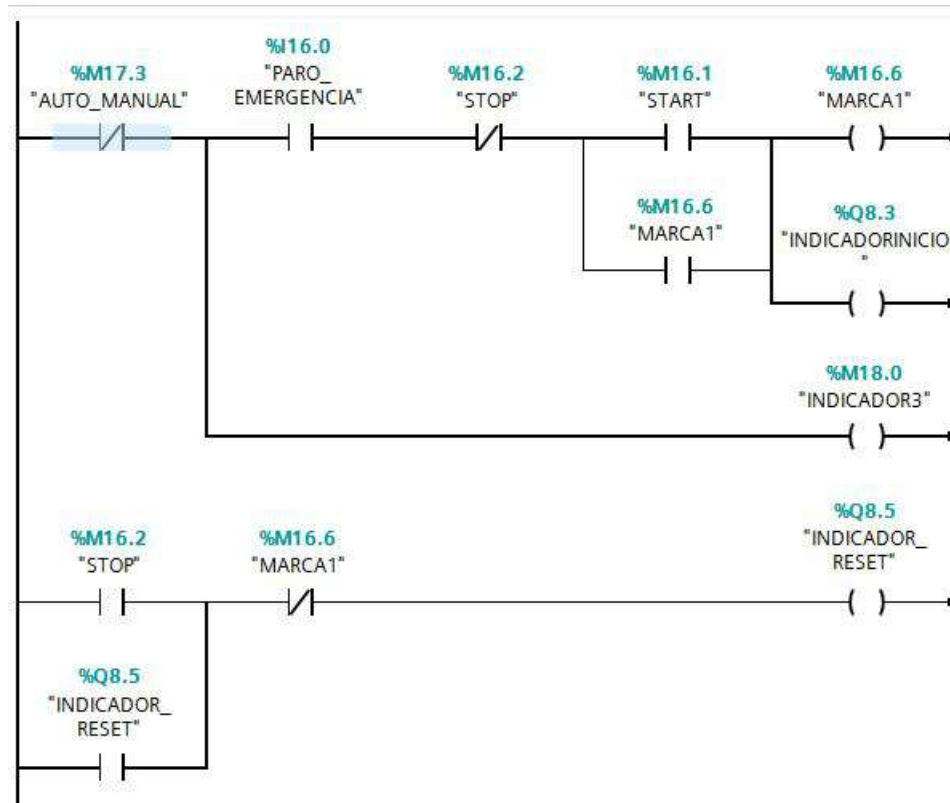 %M17.3
"AUTO_MANUAL"
%I16.0
"PARO_
EMERGENCIA"
%M16.2
"STOP"
%M16.1
"START"
%M16.6
"MARCA1"
%M16.6
"MARCA1"
%Q8.3
"INDICADORINICIO
"
%M18.0
"INDICADOR3"
%M16.2
"STOP"
%M16.6
"MARCA1"
%Q8.5
"INDICADOR_
RESET"
%Q8.5
"INDICADOR_
RESET"